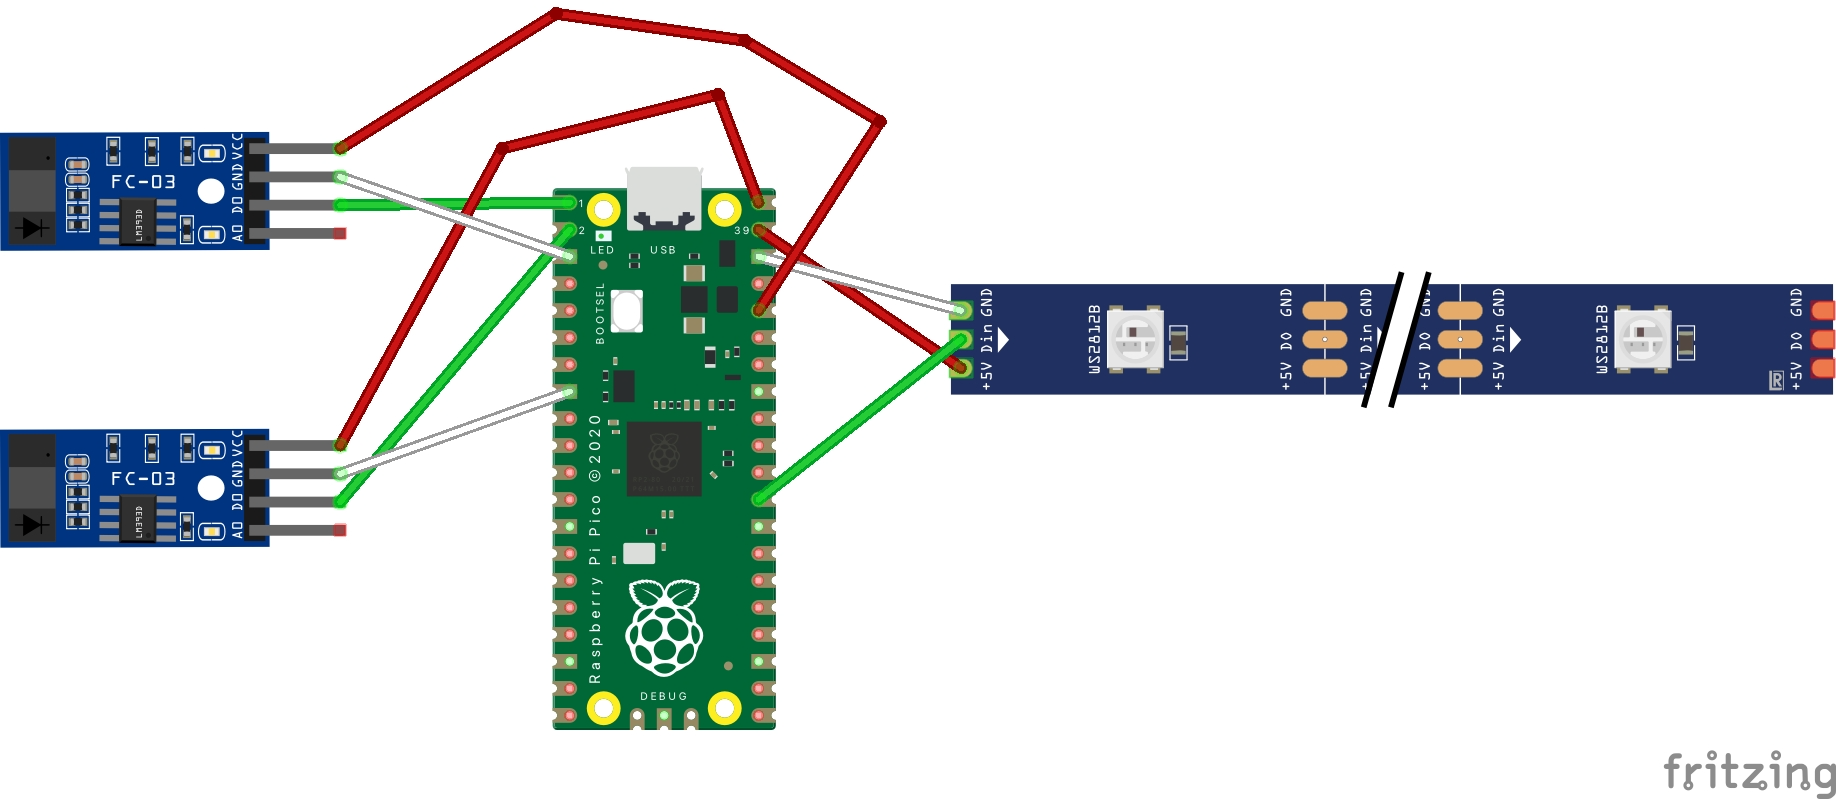 VCC
GND
DO
AO
FC-03
LM393D
VCC
GND
DO
AO
FC-03
LM393D
1
2
39
LED
USB
BOOTSEL
Raspberry Pi Pico © 2020
DEBUG
GND
Din
+5V
WS2812B
GND
DO
+5V
GND
Din
+5V
GND
DO
+5V
GND
Din
+5V
WS2812B
GND
DO
+5V
R
fritzing